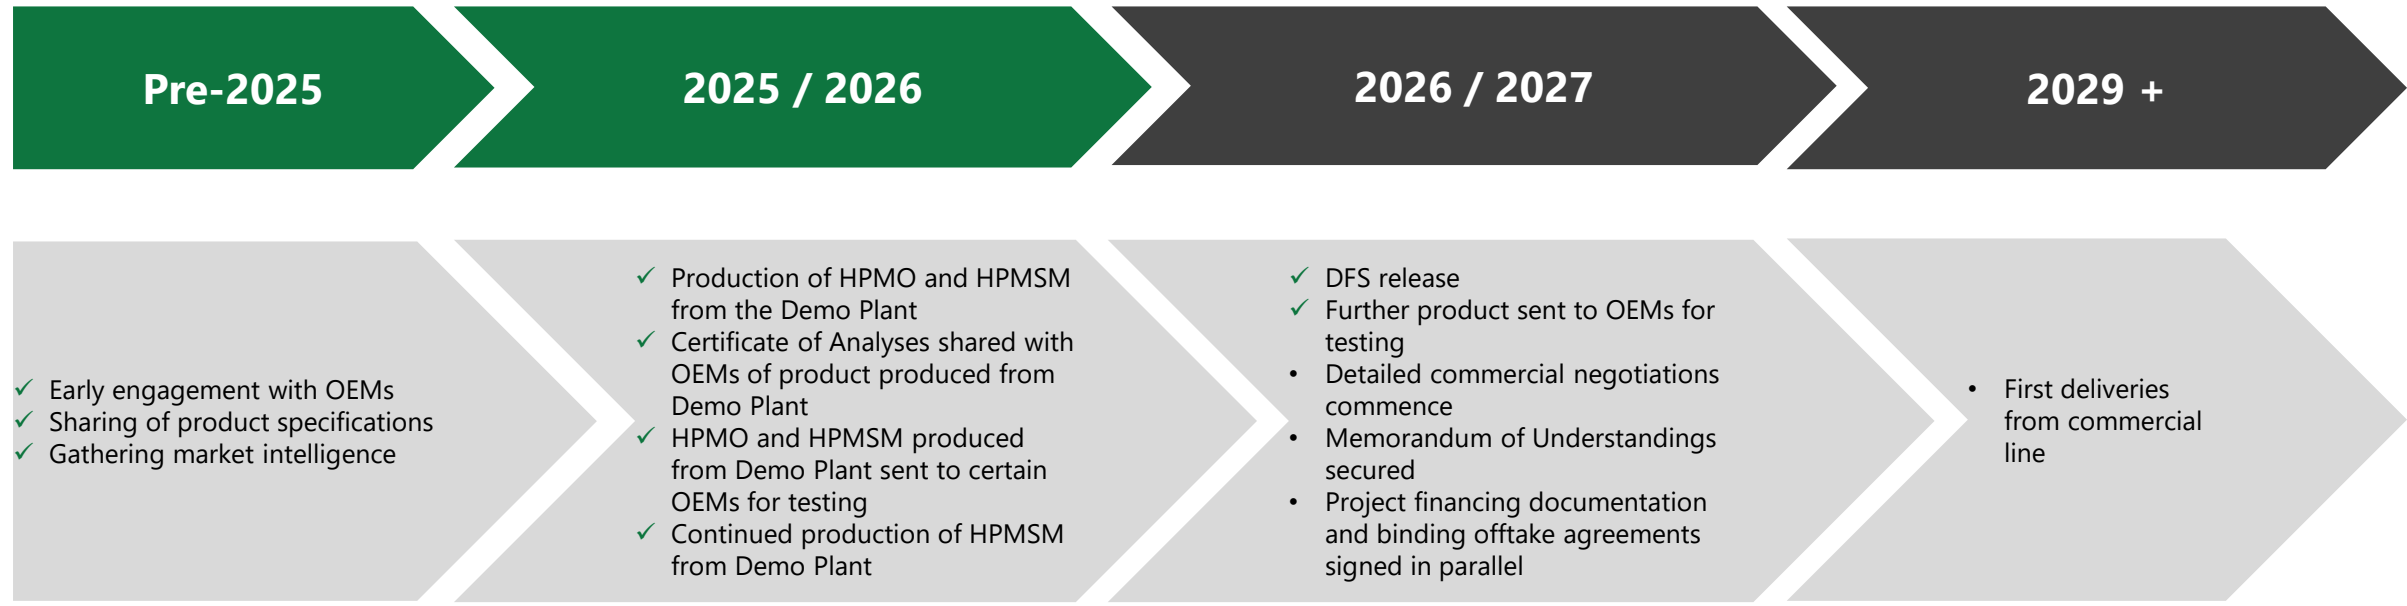 Pre-2025
2025 / 2026
2026 / 2027
2029 +
✓ Early engagement with OEMs
✓ Sharing of product specifications
✓ Gathering market intelligence
✓ Production of HPMO and HPMSM
from the Demo Plant
✓ Certificate of Analyses shared with
OEMs of product produced from
Demo Plant
✓ HPMO and HPMSM produced
from Demo Plant sent to certain
OEMs for testing
✓ Continued production of HPMSM
from Demo Plant
✓ DFS release
✓ Further product sent to OEMs for
testing
• Detailed commercial negotiations
commence
• Memorandum of Understandings
secured
• Project financing documentation
and binding offtake agreements
signed in parallel
• First deliveries
from commercial
line